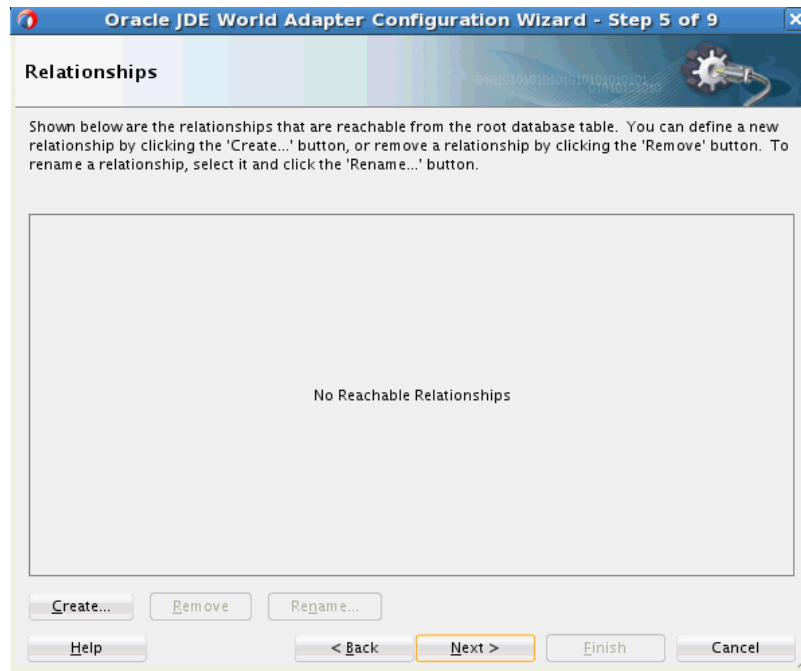 Oracle JDE World Adapter Configuration Wizard - Step 5 of 9
Relationships
Shown below are the relationships that are reachable from the root database table. You can define a new
relationship by clicking the 'Create...' button, or remove a relationship by clicking the 'Remove' button. To
rename a relationship, select it and click the 'Rename...' button.
No Reachable Relationships
Create... Remove Rename...
Help < Back Next > Finish Cancel